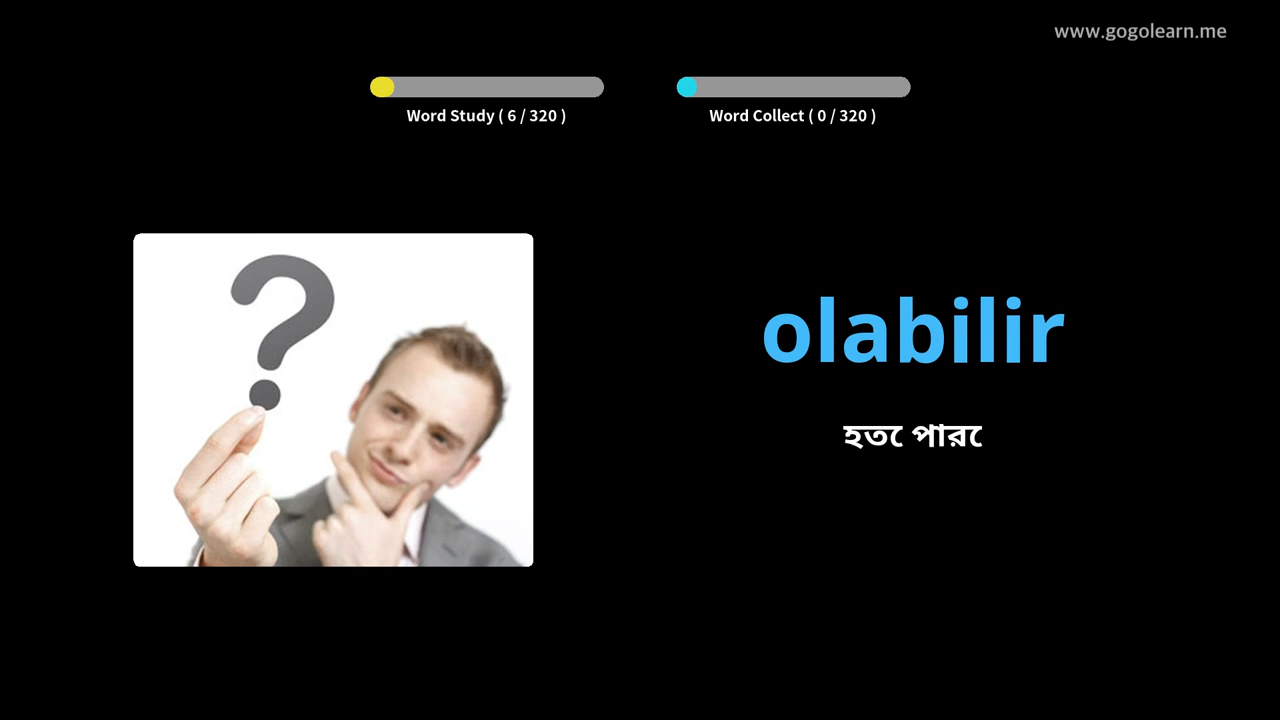 www.gogolearn.me
Word Study ( 6 / 320 )
Word Collect ( 0 / 320 )
olabilir
হতে পারে